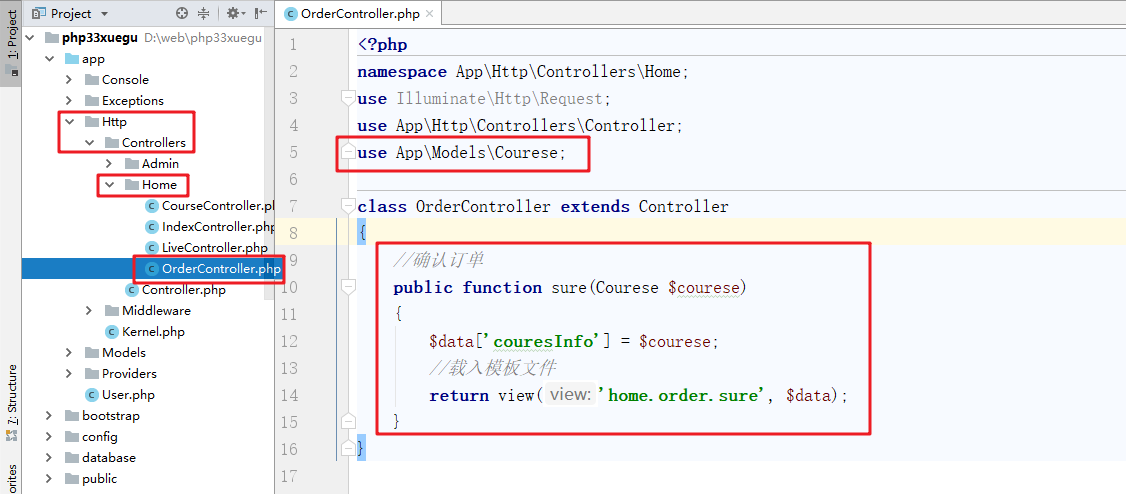 Project
OrderController.php
1: Project
php33xuegu D:\web\php33xuegu
app
Console
Exceptions
Http
Controllers
Admin
Home
CourseController.p
IndexController.php
LiveController.php
OrderController.php
Controller.php
Middleware
Kernel.php
Models
Providers
User.php
bootstrap
config
database
public
7: Structure
orites
1 <?php
2 namespace App\Http\Controllers\Home;
3 use Illuminate\Http\Request;
4 use App\Http\Controllers\Controller;
5 use App\Models\Courese;
6
7 class OrderController extends Controller
8 {
9 //确认订单
10 public function sure(Courese $courese)
11 {
12 $data['couresInfo'] = $courese;
13 //载入模板文件
14 return view( view: 'home.order.sure', $data);
15 }
16 }
17